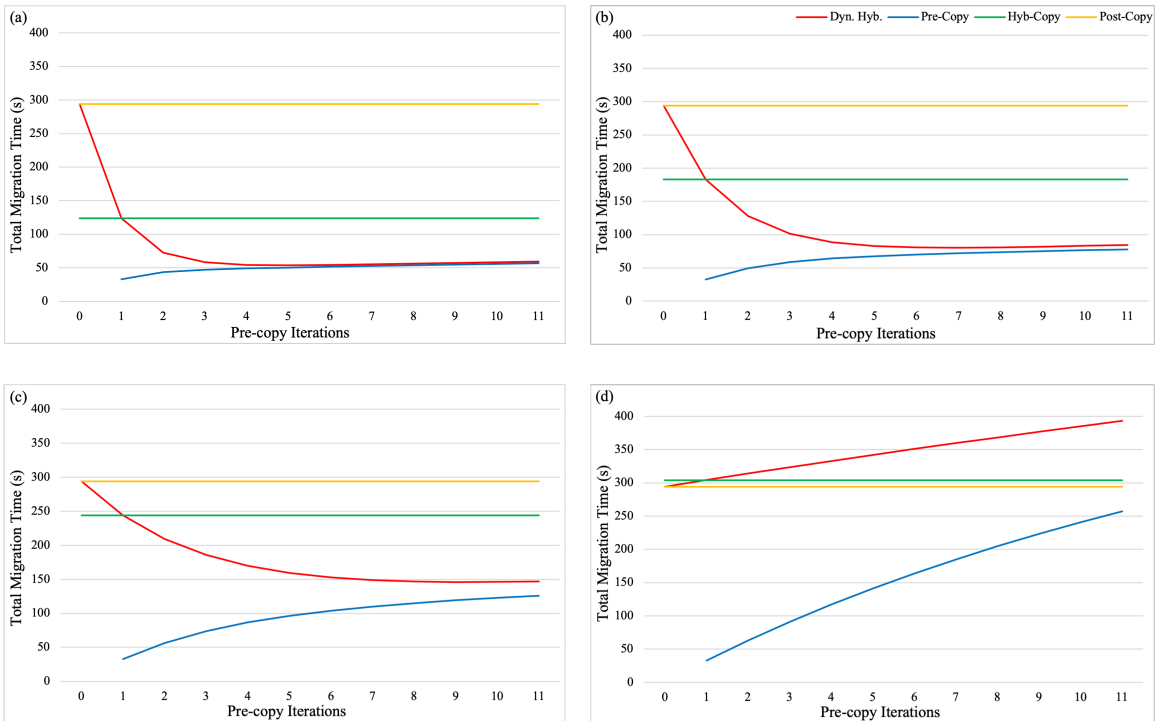 (a)
Total Migration Time (s)
400
350
300
250
200
150
100
50
0
0 1 2 3 4 5 6 7 8 9 10 11
Pre-copy Iterations
(b)
Dyn. Hyb. Pre-Copy Hyb-Copy Post-Copy
Total Migration Time (s)
400
350
300
250
200
150
100
50
0
0 1 2 3 4 5 6 7 8 9 10 11
Pre-copy Iterations
(c)
Total Migration Time (s)
400
350
300
250
200
150
100
50
0
0 1 2 3 4 5 6 7 8 9 10 11
Pre-copy Iterations
(d)
Total Migration Time (s)
400
350
300
250
200
150
100
50
0
0 1 2 3 4 5 6 7 8 9 10 11
Pre-copy Iterations